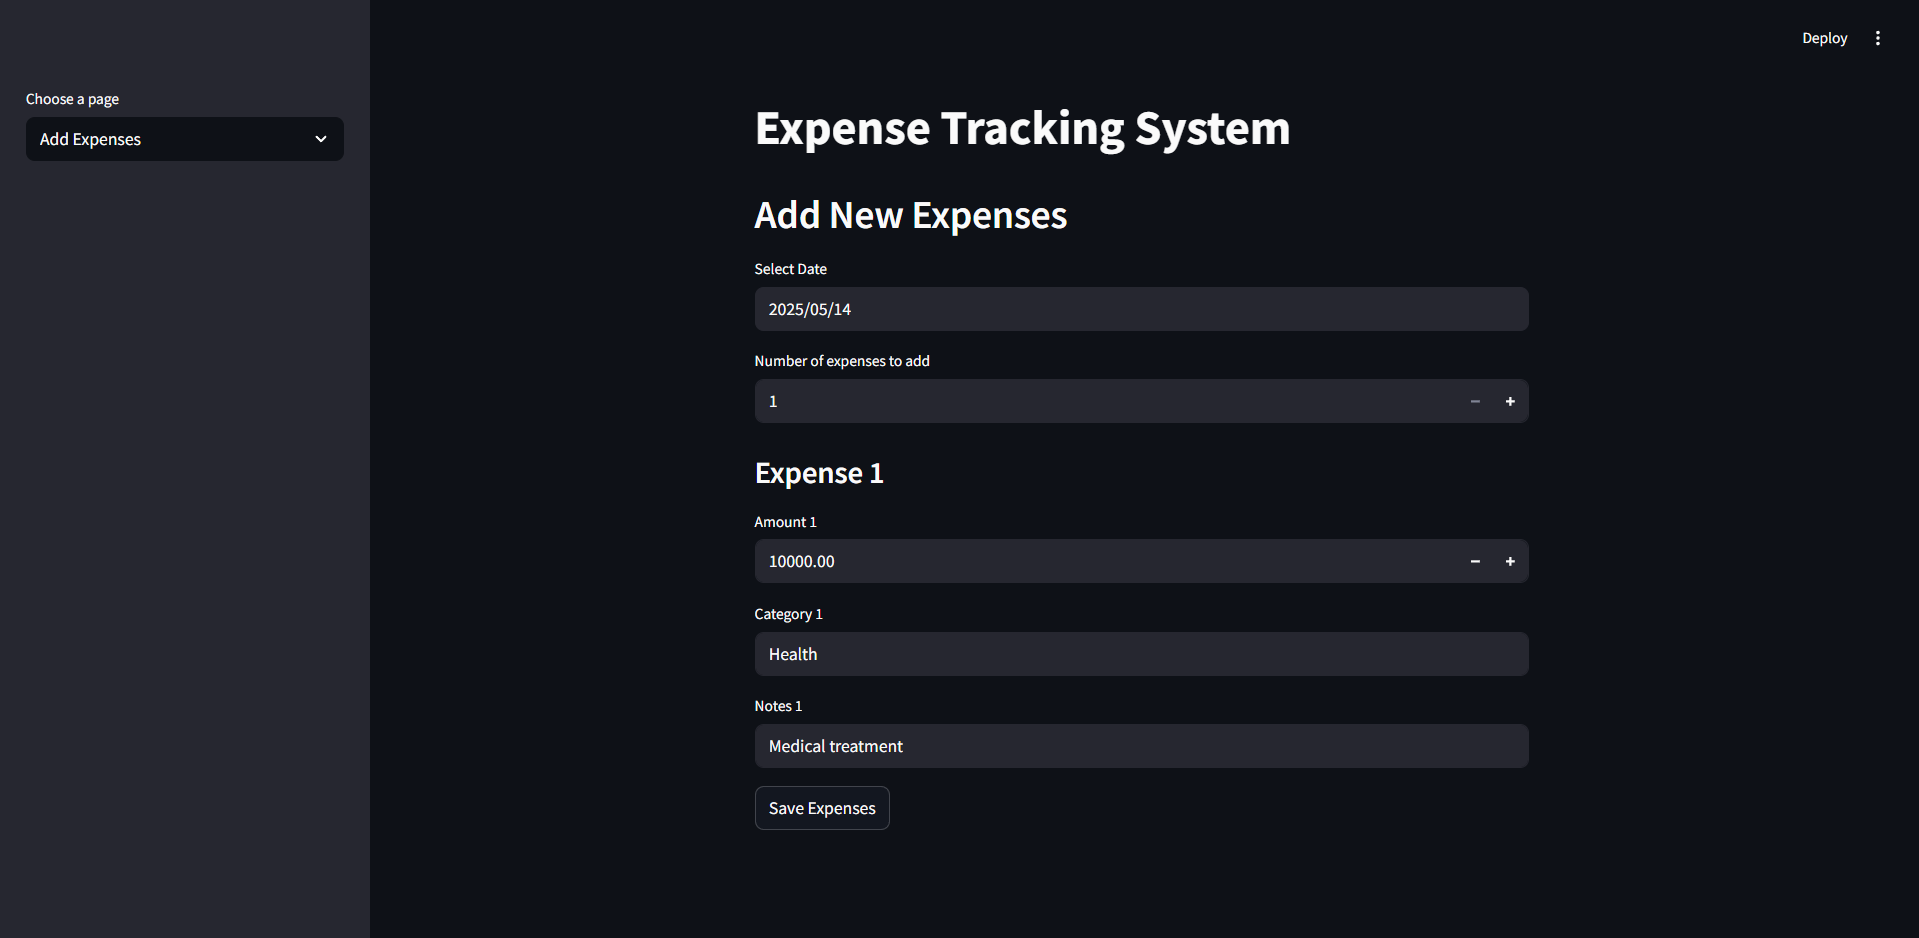 Deploy
Choose a page
Add Expenses
Expense Tracking System
Add New Expenses
Select Date
2025/05/14
Number of expenses to add
1
Expense 1
Amount 1
10000.00
Category 1
Health
Notes 1
Medical treatment
Save Expenses